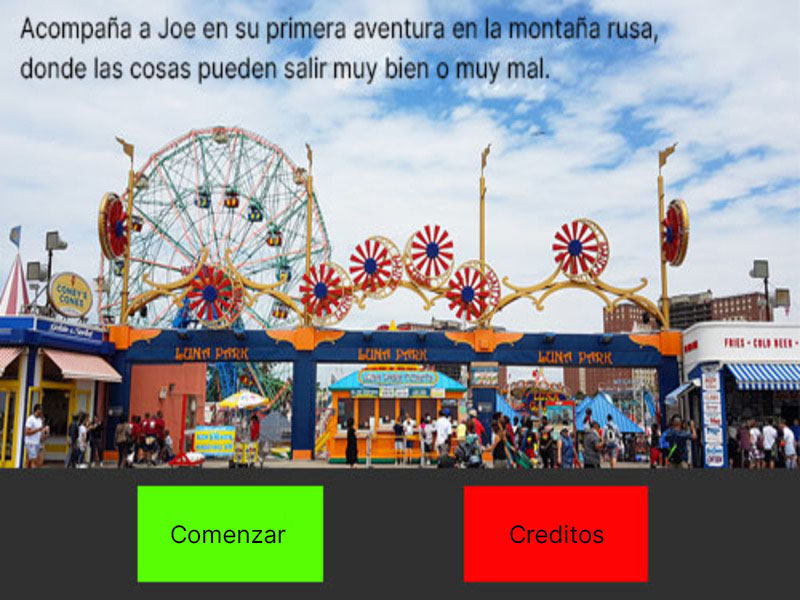 Acompaña a Joe en su primera aventura en la montaña rusa,
donde las cosas pueden salir muy bien o muy mal.
CONEY'S
CONES
LUNA PARK
LUNA PARK
LUNA PARK
FRIES • COLD BEER
Comenzar
Creditos